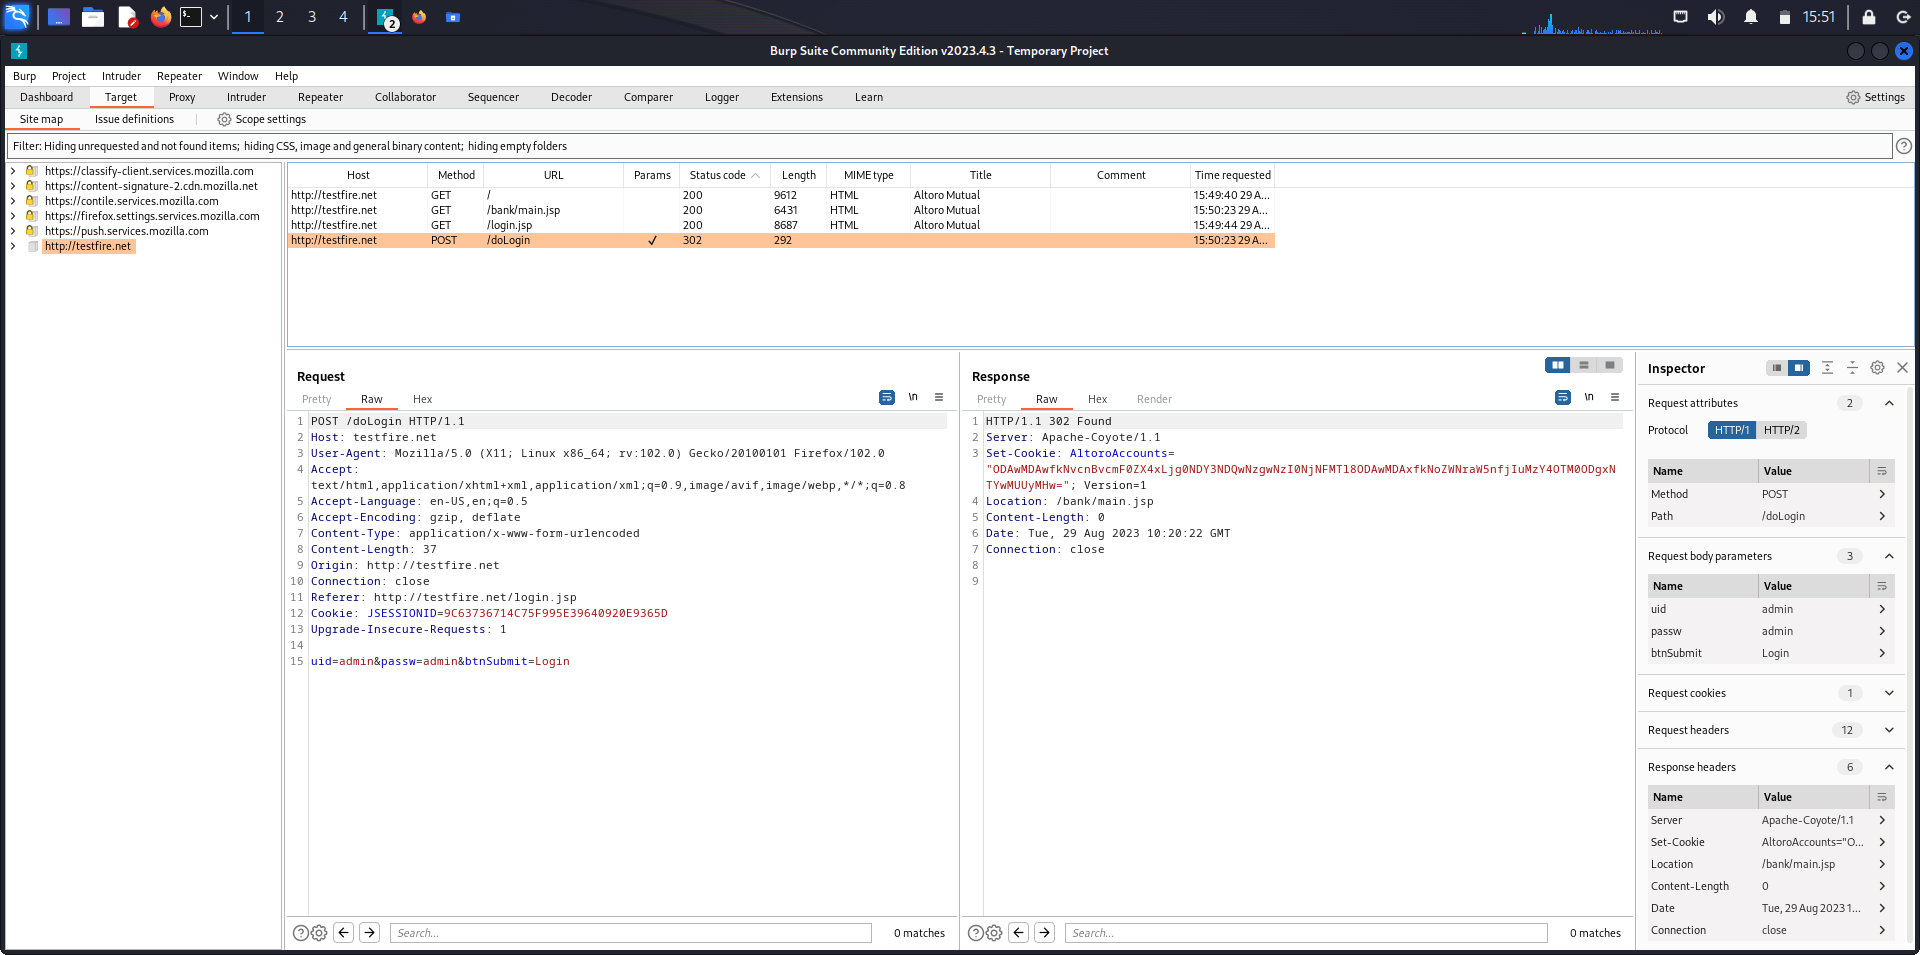 1 2 3 4 2 15:51
Burp Suite Community Edition v2023.4.3 - Temporary Project
Burp Project Intruder Repeater Window Help
Dashboard Target Proxy Intruder Repeater Collaborator Sequencer Decoder Comparer Logger Extensions Learn Settings
Site map Issue definitions Scope settings
Filter: Hiding unrequested and not found items; hiding CSS, image and general binary content; hiding empty folders
https://classify-client.services.mozilla.com
https://content-signature-2.cdn.mozilla.net
https://contile.services.mozilla.com
https://firefox.settings.services.mozilla.com
https://push.services.mozilla.com
http://testfire.net
Host Method URL Params Status code Length MIME type Title Comment Time requested
http://testfire.net GET / 200 9612 HTML Altoro Mutual 15:49:40 29 A...
http://testfire.net GET /bank/main.jsp 200 6431 HTML Altoro Mutual 15:50:23 29 A...
http://testfire.net GET /login.jsp 200 8687 HTML Altoro Mutual 15:49:44 29 A...
http://testfire.net POST /doLogin ✓ 302 292 15:50:23 29 A...
Request
Pretty Raw Hex \n
1 POST /doLogin HTTP/1.1
2 Host: testfire.net
3 User-Agent: Mozilla/5.0 (X11; Linux x86_64; rv:102.0) Gecko/20100101 Firefox/102.0
4 Accept:
text/html,application/xhtml+xml,application/xml;q=0.9,image/avif,image/webp,*/*;q=0.8
5 Accept-Language: en-US,en;q=0.5
6 Accept-Encoding: gzip, deflate
7 Content-Type: application/x-www-form-urlencoded
8 Content-Length: 37
9 Origin: http://testfire.net
10 Connection: close
11 Referer: http://testfire.net/login.jsp
12 Cookie: JSESSIONID=9C63736714C75F995E39640920E9365D
13 Upgrade-Insecure-Requests: 1
14
15 uid=admin&passw=admin&btnSubmit=Login
Search... 0 matches
Response
Pretty Raw Hex Render \n
1 HTTP/1.1 302 Found
2 Server: Apache-Coyote/1.1
3 Set-Cookie: AltoroAccounts=
"ODAwMDAwfkNvcnBvcmF0ZX4xLjg0NDY3NDQwNzgwNzI0NjNFMTl8ODAwMDAxfkNoZWNraW5nfjIuMzY4OTM0ODgxN
TYwMUUyMHw="; Version=1
4 Location: /bank/main.jsp
5 Content-Length: 0
6 Date: Tue, 29 Aug 2023 10:20:22 GMT
7 Connection: close
8
9
Search... 0 matches
Inspector
Request attributes 2
Protocol HTTP/1 HTTP/2
Name Value
Method POST
Path /doLogin
Request body parameters 3
Name Value
uid admin
passw admin
btnSubmit Login
Request cookies 1
Request headers 12
Response headers 6
Name Value
Server Apache-Coyote/1.1
Set-Cookie AltoroAccounts="O...
Location /bank/main.jsp
Content-Length 0
Date Tue, 29 Aug 2023 1...
Connection close